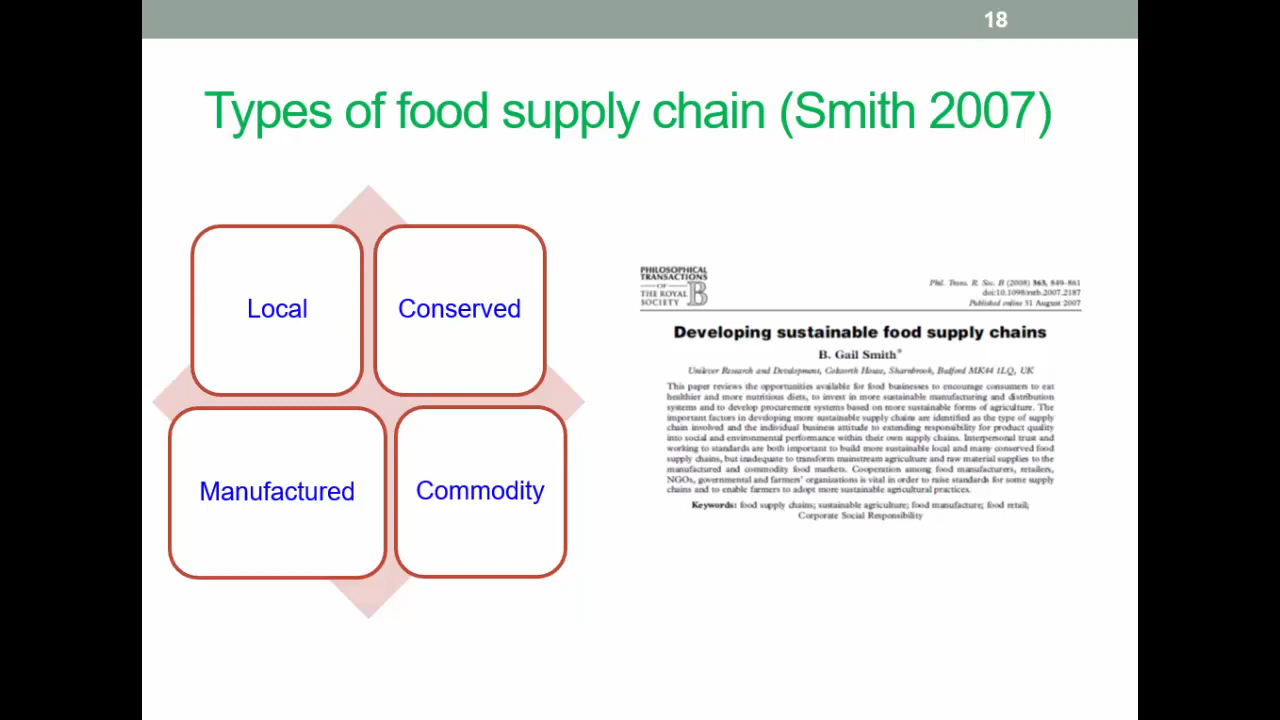 18
Types of food supply chain (Smith 2007)
Local
Conserved
Manufactured
Commodity
PHILOSOPHICAL
TRANSACTIONS
OF
THE ROYAL
SOCIETY
B
Phil. Trans. R. Soc. B (2008) 363, 849–861
doi:10.1098/rstb.2007.2187
Published online 31 August 2007
Developing sustainable food supply chains
B. Gail Smith*
Unilever Research and Development, Colworth House, Sharnbrook, Bedford MK44 1LQ, UK
This paper reviews the opportunities available for food businesses to encourage consumers to eat
healthier and more nutritious diets, to invest in more sustainable manufacturing and distribution
systems and to develop procurement systems based on more sustainable forms of agriculture. The
important factors in developing more sustainable supply chains are identified as the type of supply
chain involved and the individual business attitude to extending responsibility for product quality
into social and environmental performance within their own supply chains. Interpersonal trust and
working to standards are both important to build more sustainable local and many conserved food
supply chains, but inadequate to transform mainstream agriculture and raw material supplies to the
manufactured and commodity food markets. Cooperation among food manufacturers, retailers,
NGOs, governmental and farmers' organizations is vital in order to raise standards for some supply
chains and to enable farmers to adopt more sustainable agricultural practices.
Keywords: food supply chains; sustainable agriculture; food manufacture; food retail;
Corporate Social Responsibility